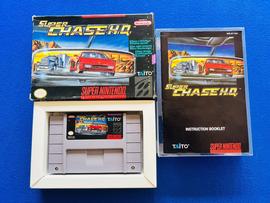 SUPER
CHASE H.Q.
TAITO
SUPER NINTENDO
SUPER
CHASE H.Q.
INSTRUCTION BOOKLET
TAITO
SUPER NINTENDO
SUPER
CHASE H.Q.
TAITO